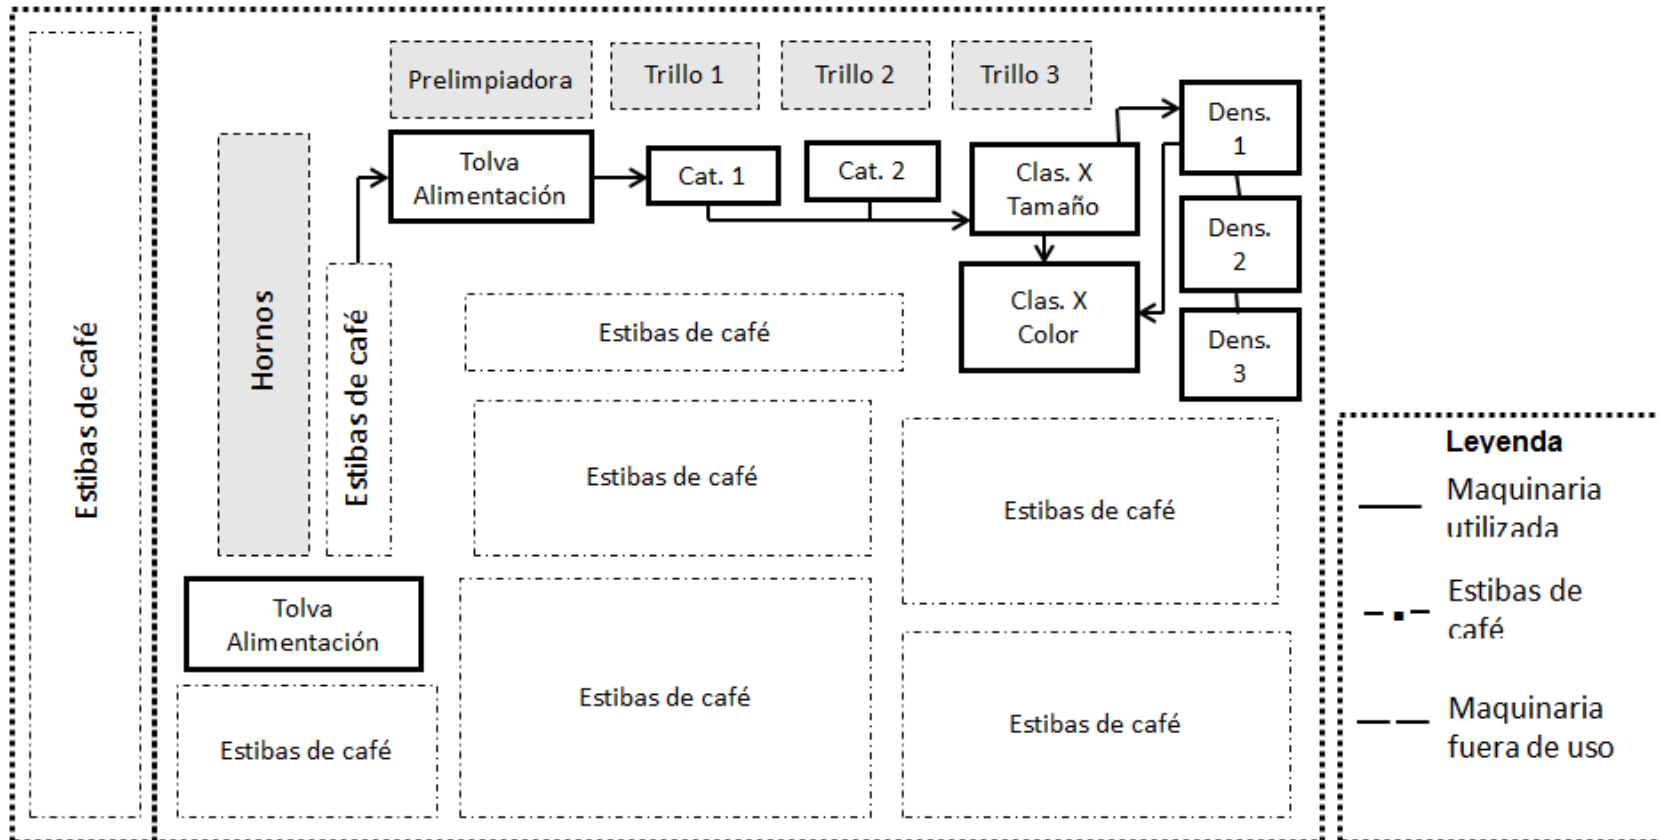 Estibas de café
Prelimpiadora
Trillo 1
Trillo 2
Trillo 3
Hornos
Estibas de café
Tolva
Alimentación
Cat. 1
Cat. 2
Clas. X
Tamaño
Dens.
1
Dens.
2
Dens.
3
Clas. X
Color
Estibas de café
Estibas de café
Estibas de café
Tolva
Alimentación
Estibas de café
Estibas de café
Estibas de café
Leyenda
Maquinaria
utilizada
Estibas de
café
Maquinaria
fuera de uso